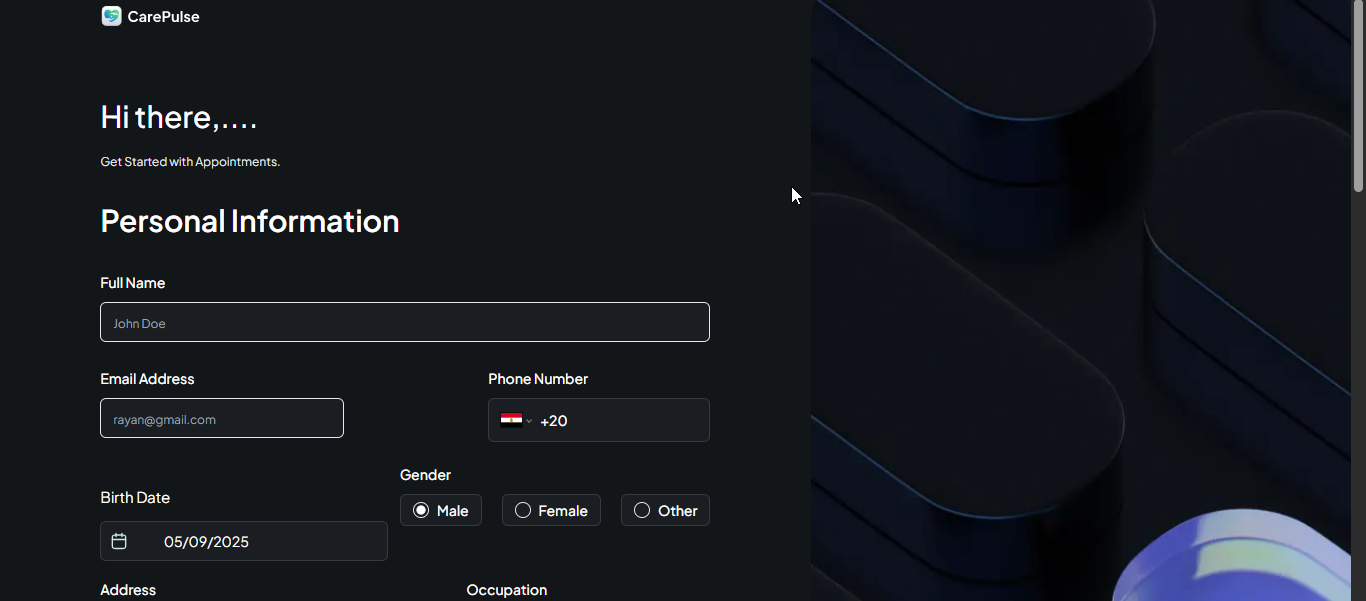 CarePulse
Hi there,....
Get Started with Appointments.
Personal Information
Full Name
John Doe
Email Address
Phone Number
rayan@gmail.com
+20
Gender
Birth Date
Male
Female
Other
05/09/2025
Address
Occupation